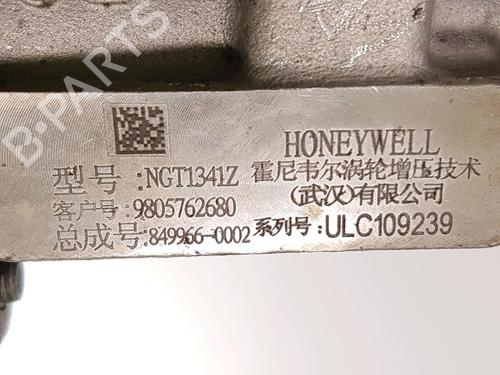 HONEYWELL
型号:NGT1341Z
霍尼韦尔涡轮增压技术
(武汉)有限公司
客户号:9805762680
总成号:849966-0002
系列号:ULC109239
B-PARTS